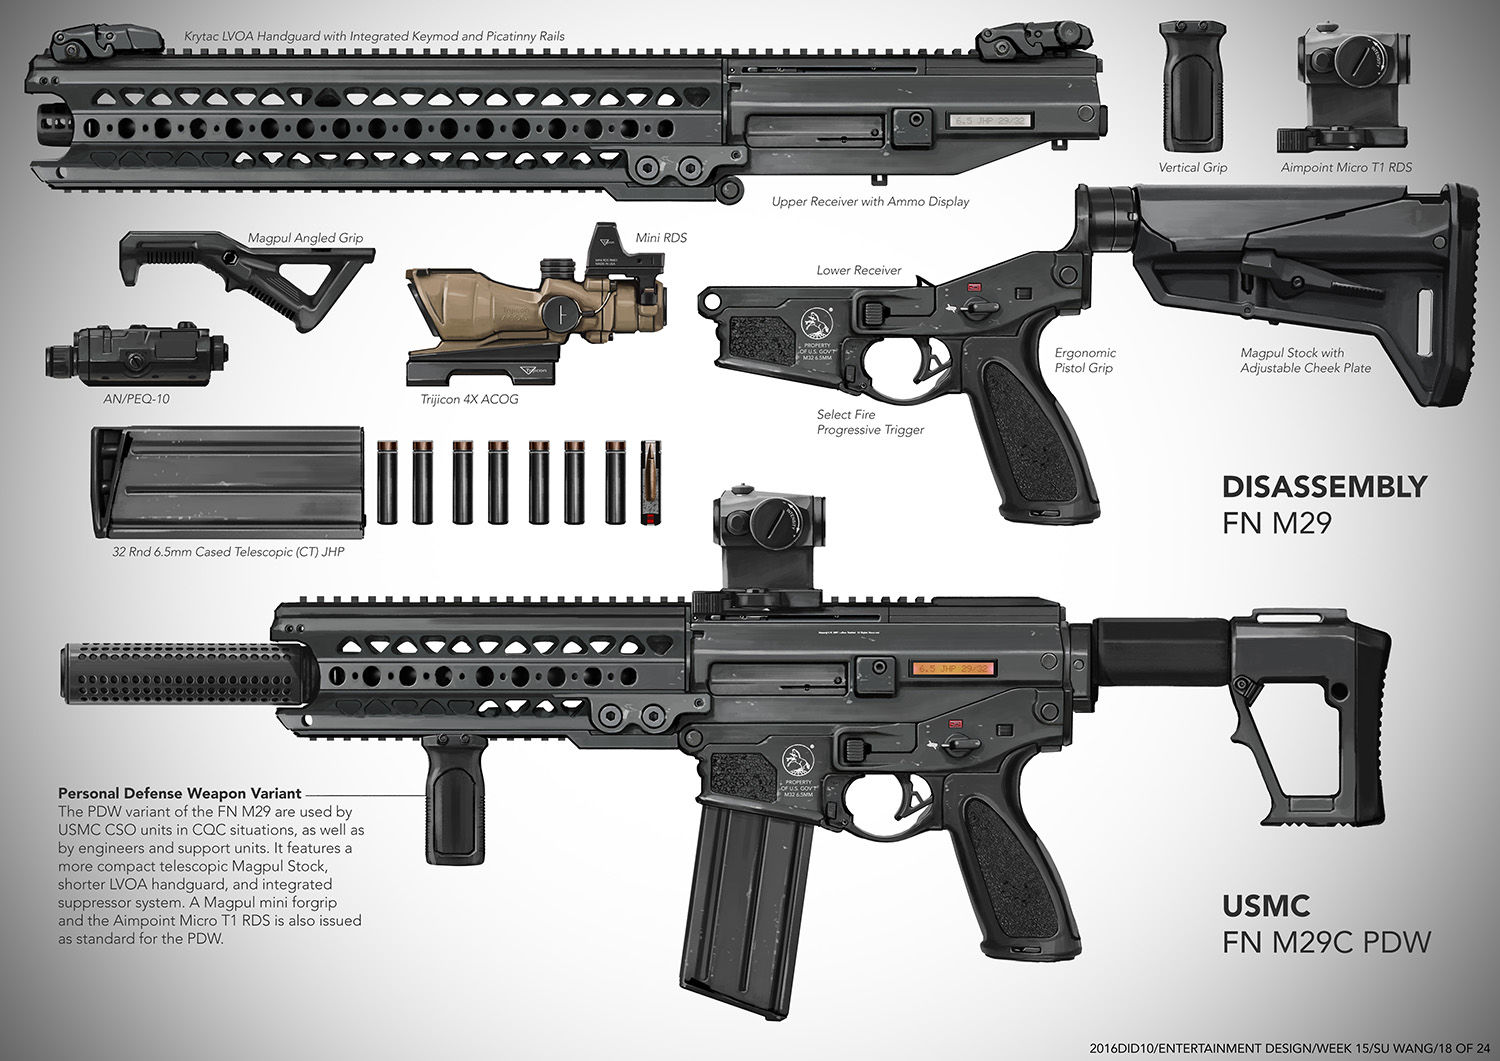 Krytac LVOA Handguard with Integrated Keymod and Picatinny Rails
6.5 JHP 29/32
Vertical Grip
Aimpoint Micro T1 RDS
Upper Receiver with Ammo Display
Magpul Angled Grip
Mini RDS
Lower Receiver
AN/PEQ-10
Trijicon
Trijicon 4X ACOG
PROPERTY
OF U.S. GOV'T
M32 6.5MM
Ergonomic
Pistol Grip
Magpul Stock with
Adjustable Cheek Plate
Select Fire
Progressive Trigger
32 Rnd 6.5mm Cased Telescopic (CT) JHP
DISASSEMBLY
FN M29
6.5 JHP 29/32
PROPERTY
OF U.S. GOV'T
M32 6.5MM
Personal Defense Weapon Variant
The PDW variant of the FN M29 are used by
USMC CSO units in CQC situations, as well as
by engineers and support units. It features a
more compact telescopic Magpul Stock,
shorter LVOA handguard, and integrated
suppressor system. A Magpul mini forgrip
and the Aimpoint Micro T1 RDS is also issued
as standard for the PDW.
USMC
FN M29C PDW
2016DID10/ENTERTAINMENT DESIGN/WEEK 15/SU WANG/18 OF 24